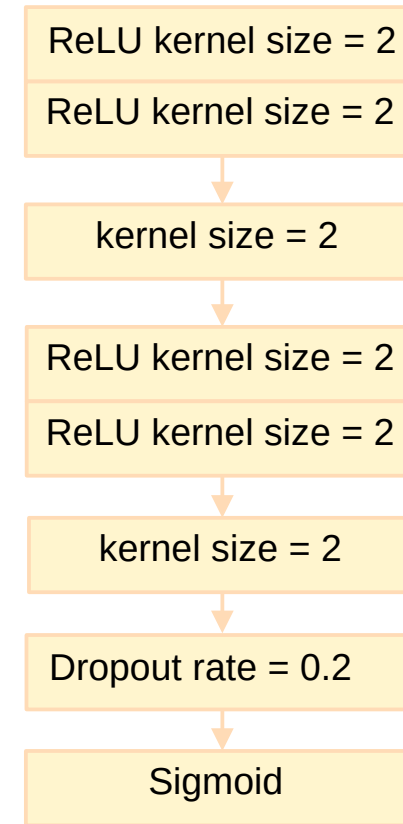 ReLU kernel size = 2
ReLU kernel size = 2
kernel size = 2
ReLU kernel size = 2
ReLU kernel size = 2
kernel size = 2
Dropout rate = 0.2
Sigmoid